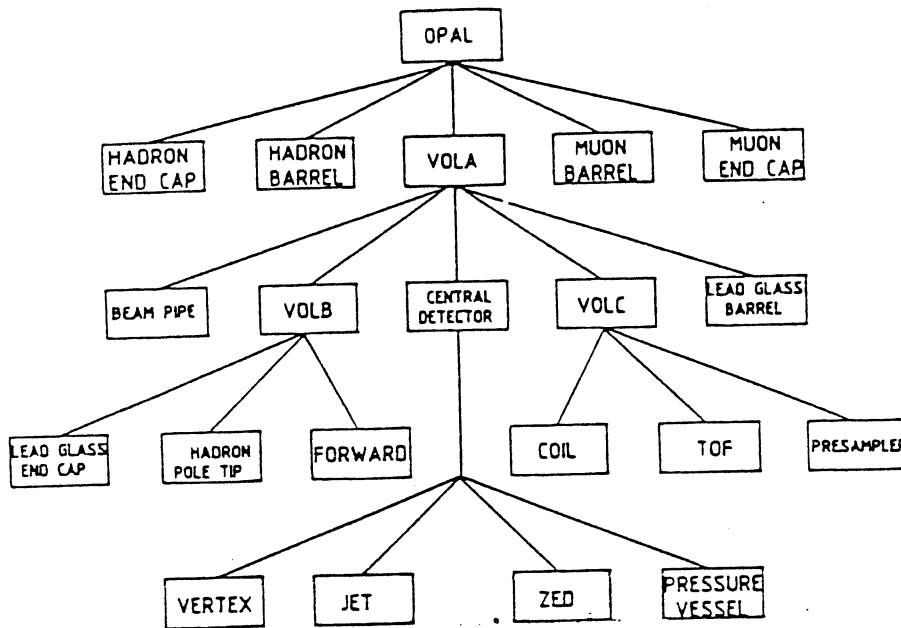 OPAL
HADRON
END CAP
HADRON
BARREL
VOLA
MUON
BARREL
MUON
END CAP
BEAM PIPE
VOLB
CENTRAL
DETECTOR
VOLC
LEAD GLASS
BARREL
LEAD GLASS
END CAP
HADRON
POLE TIP
FORWARD
COIL
TOF
PRESAMPLER
VERTEX
JET
ZED
PRESSURE
VESSEL